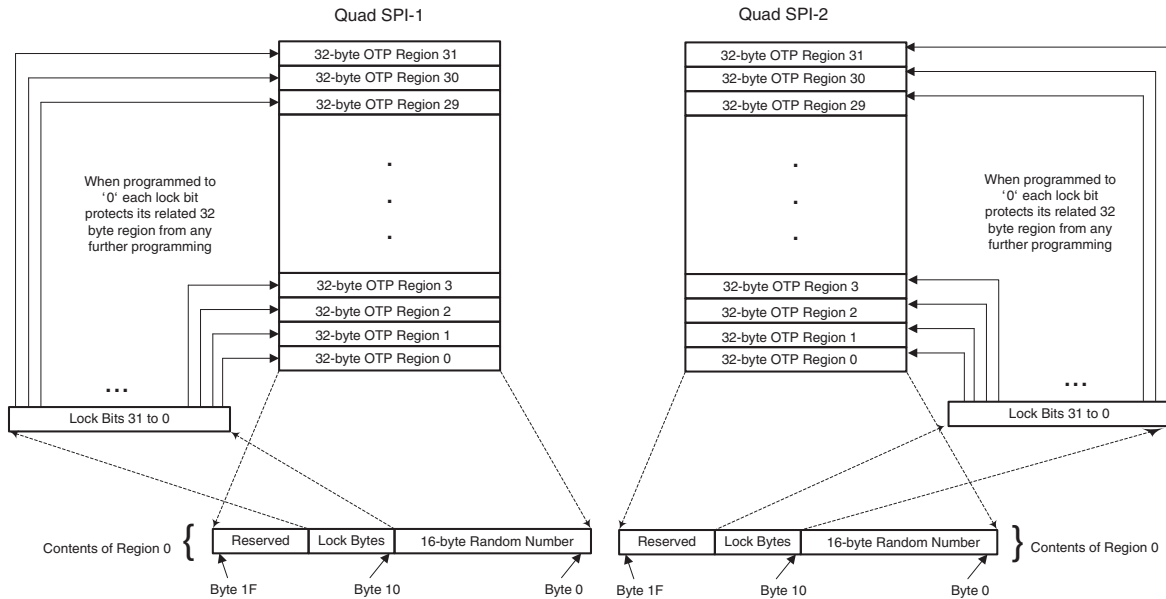 Quad SPI-1
32-byte OTP Region 31
32-byte OTP Region 30
32-byte OTP Region 29
.
.
.
When programmed to
‘0‘ each lock bit
protects its related 32
byte region from any
further programming
32-byte OTP Region 3
32-byte OTP Region 2
32-byte OTP Region 1
32-byte OTP Region 0
...
Lock Bits 31 to 0
Contents of Region 0 {
Reserved
Lock Bytes
16-byte Random Number
Byte 1F
Byte 10
Byte 0
Quad SPI-2
32-byte OTP Region 31
32-byte OTP Region 30
32-byte OTP Region 29
.
.
.
When programmed to
‘0‘ each lock bit
protects its related 32
byte region from any
further programming
32-byte OTP Region 3
32-byte OTP Region 2
32-byte OTP Region 1
32-byte OTP Region 0
...
Lock Bits 31 to 0
Reserved
Lock Bytes
16-byte Random Number
} Contents of Region 0
Byte 1F
Byte 10
Byte 0